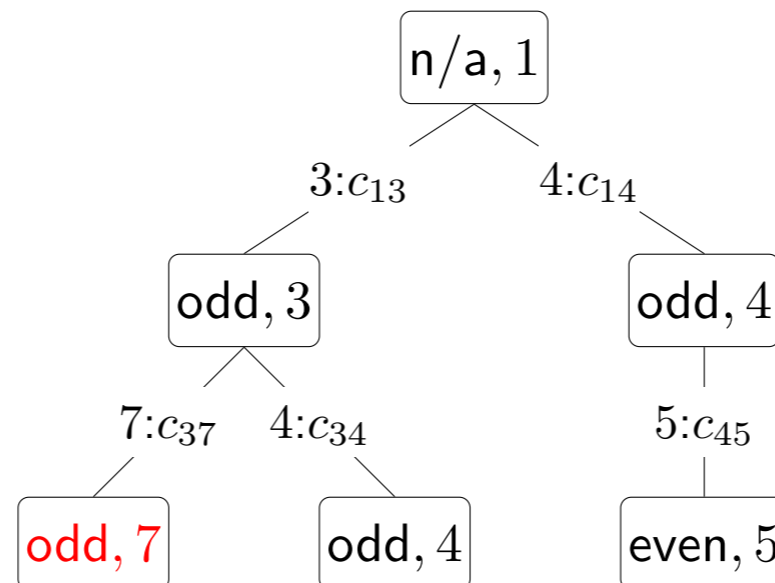 n/a, 1
3:c₁₃ 4:c₁₄
odd, 3 odd, 4
7:c₃₇ 4:c₃₄ 5:c₄₅
odd, 7 odd, 4 even, 5